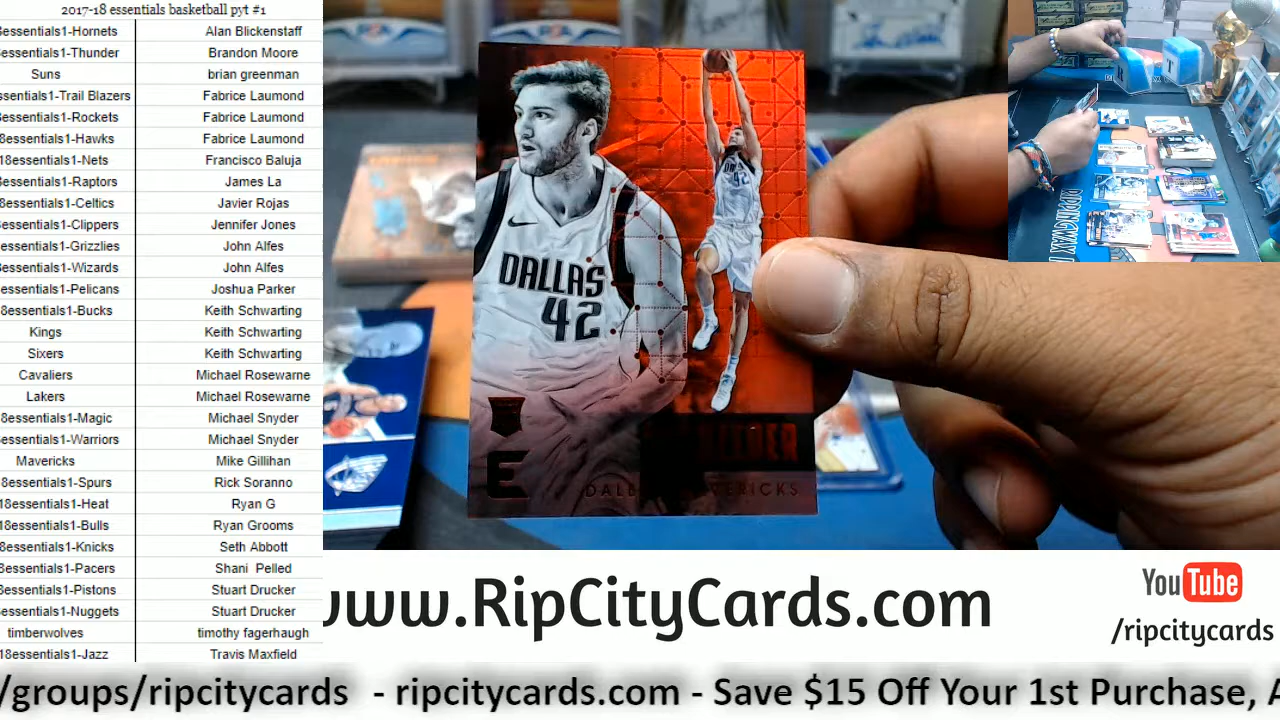 2017-18 essentials basketball pyt #1
8essentials1-Hornets Alan Blickenstaff
8essentials1-Thunder Brandon Moore
Suns brian greenman
ssentials1-Trail Blazers Fabrice Laumond
8essentials1-Rockets Fabrice Laumond
8essentials1-Hawks Fabrice Laumond
18essentials1-Nets Francisco Baluja
8essentials1-Raptors James La
8essentials1-Celtics Javier Rojas
8essentials1-Clippers Jennifer Jones
8essentials1-Grizzlies John Alfes
8essentials1-Wizards John Alfes
8essentials1-Pelicans Joshua Parker
18essentials1-Bucks Keith Schwarting
Kings Keith Schwarting
Sixers Keith Schwarting
Cavaliers Michael Rosewarne
Lakers Michael Rosewarne
18essentials1-Magic Michael Snyder
essentials1-Warriors Michael Snyder
Mavericks Mike Gillihan
18essentials1-Spurs Rick Soranno
18essentials1-Heat Ryan G
18essentials1-Bulls Ryan Grooms
8essentials1-Knicks Seth Abbott
8essentials1-Pacers Shani Pelled
8essentials1-Pistons Stuart Drucker
essentials1-Nuggets Stuart Drucker
timberwolves timothy fagerhaugh
18essentials1-Jazz Travis Maxfield
DALLAS
42
E
www.RipCityCards.com
YouTube
/ripcitycards
/groups/ripcitycards - ripcitycards.com - Save $15 Off Your 1st Purchase, A